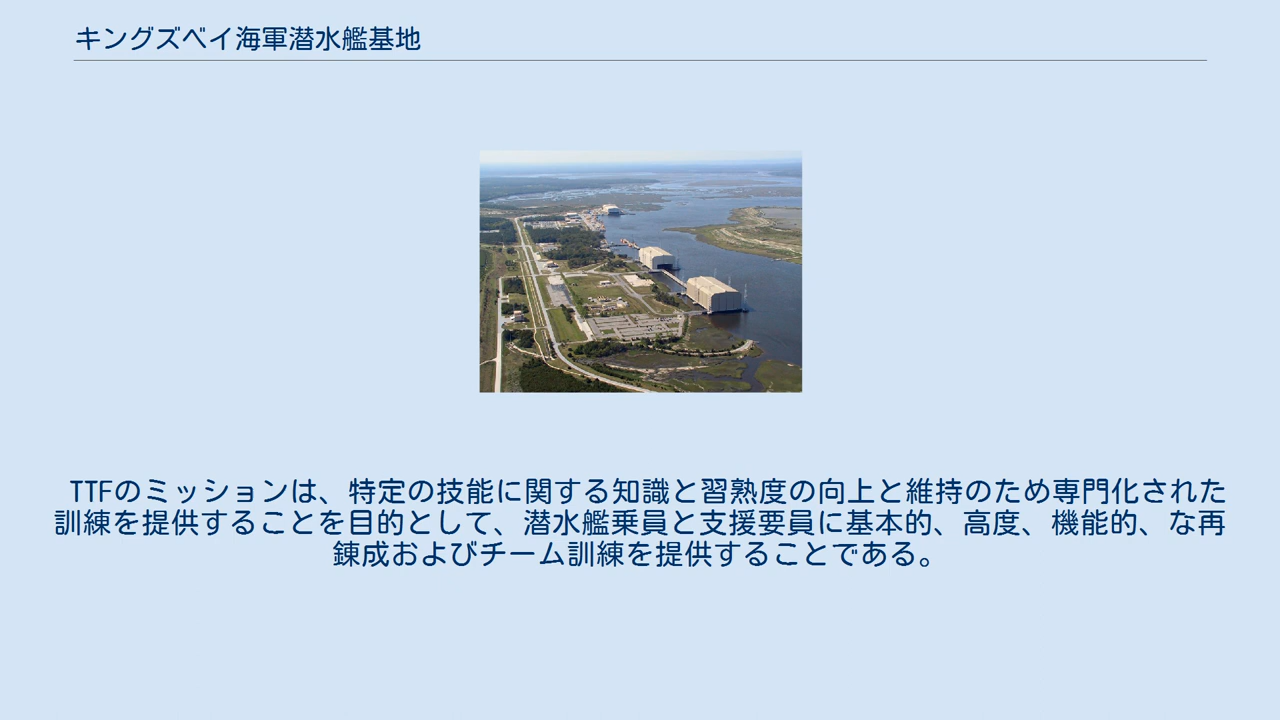 キングズベイ海軍潜水艦基地
TTFのミッションは、特定の技能に関する知識と習熟度の向上と維持のため専門化された
訓練を提供することを目的として、潜水艦乗員と支援要員に基本的、高度、機能的、な再
錬成およびチーム訓練を提供することである。